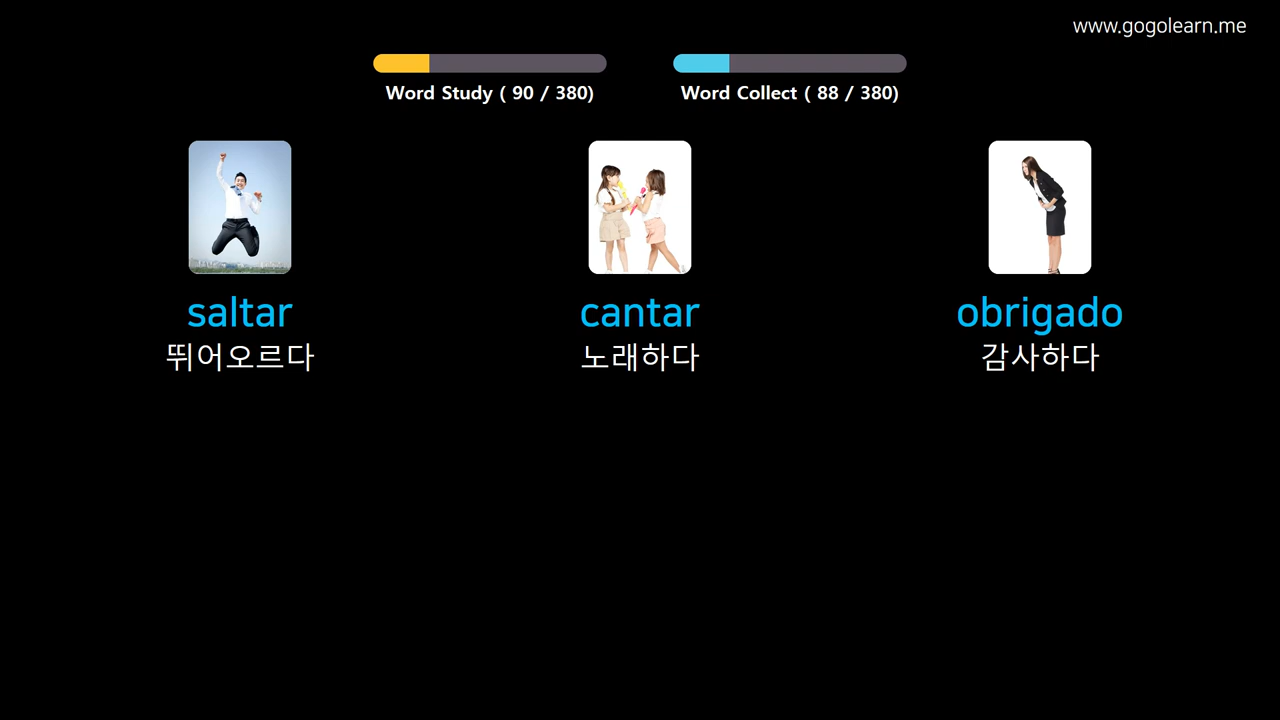 www.gogolearn.me
Word Study ( 90 / 380)
Word Collect ( 88 / 380)
saltar
뛰어오르다
cantar
노래하다
obrigado
감사하다